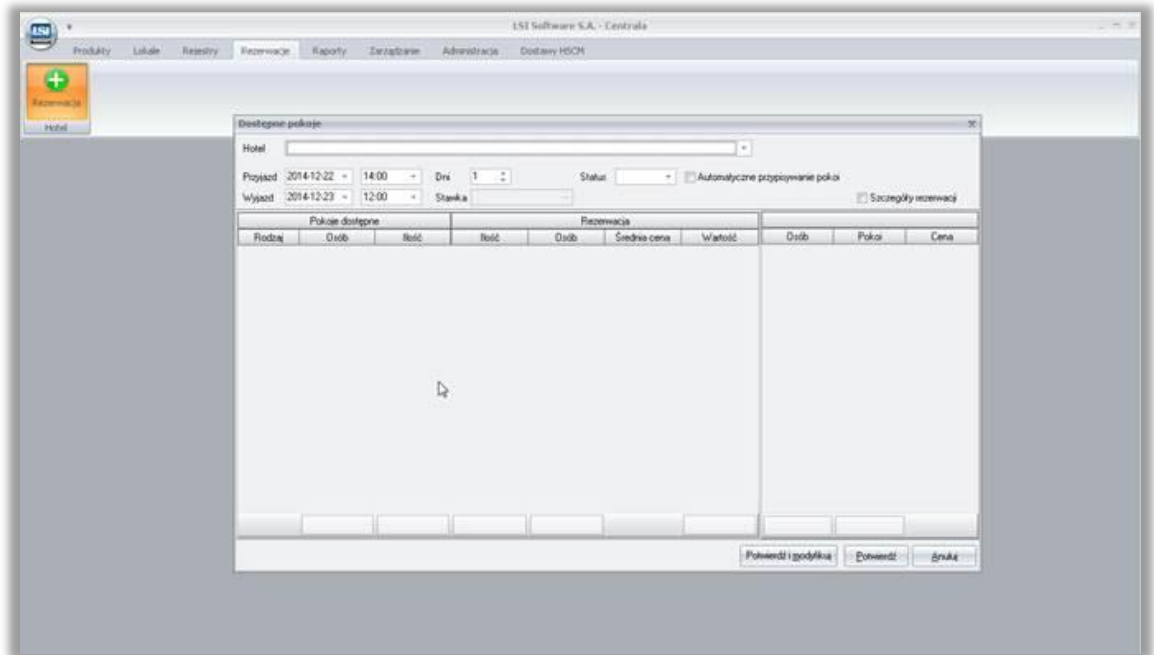 LSI Software S.A. - Centrala
LSI
Produkty Lokale Rejestry Rezerwacje Raporty Zarządzanie Administracja Dostawy HSCM
Rezerwacja
Hotel
Dostępne pokoje
Hotel
Przyjazd 2014-12-22 14:00 Dni 1 Status Automatyczne przypisywanie pokoi
Wyjazd 2014-12-23 12:00 Stawka Szczegóły rezerwacji
Pokoje dostępne Rezerwacja
Rodzaj Osób Ilość Ilość Osób Średnia cena Wartość Osób Pokoi Cena
Potwierdź i modyfikuj Potwierdź Anuluj